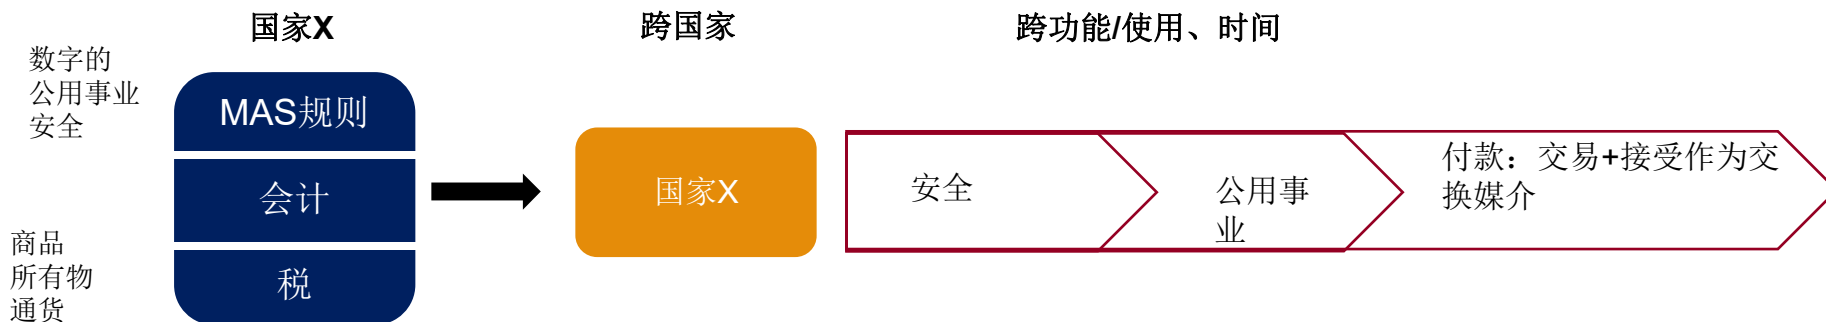 国家X
跨国家
跨功能/使用、时间
数字的
公用事业
安全
MAS规则
会计
税
商品
所有物
通货
国家X
安全
公用事
业
付款：交易+接受作为交
换媒介